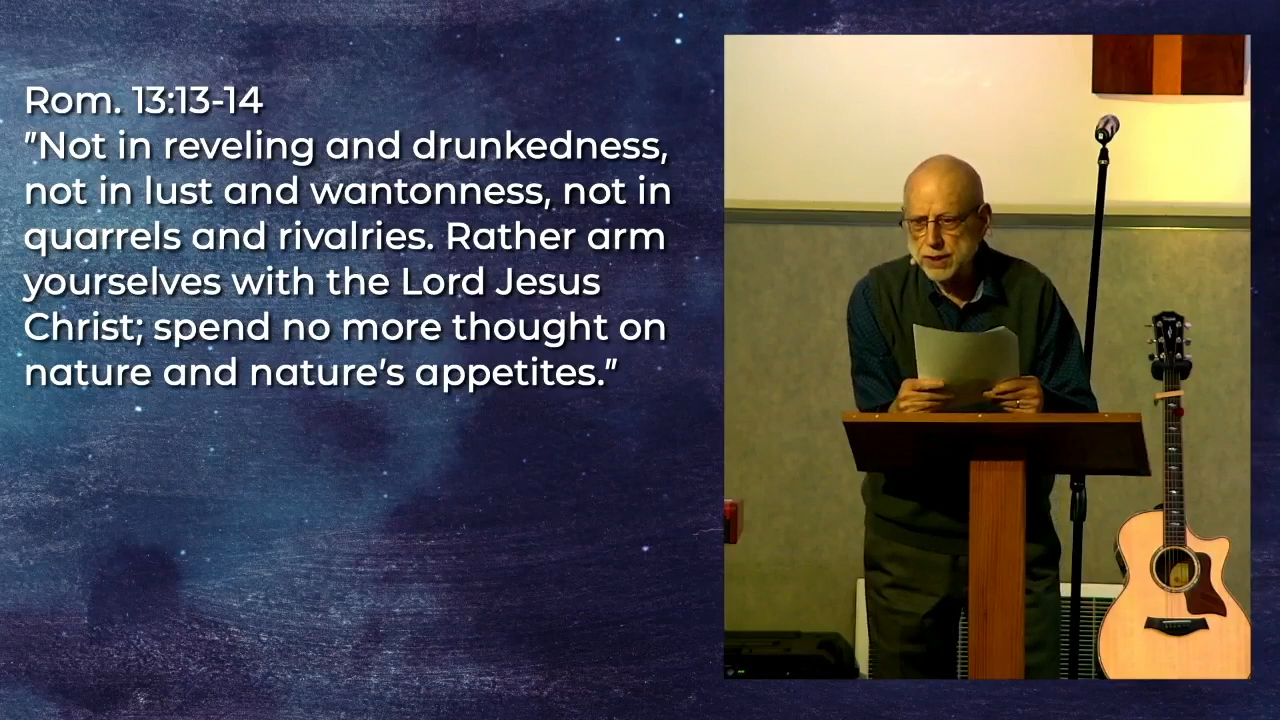 Rom. 13:13-14
"Not in reveling and drunkedness,
not in lust and wantonness, not in
quarrels and rivalries. Rather arm
yourselves with the Lord Jesus
Christ; spend no more thought on
nature and nature's appetites."